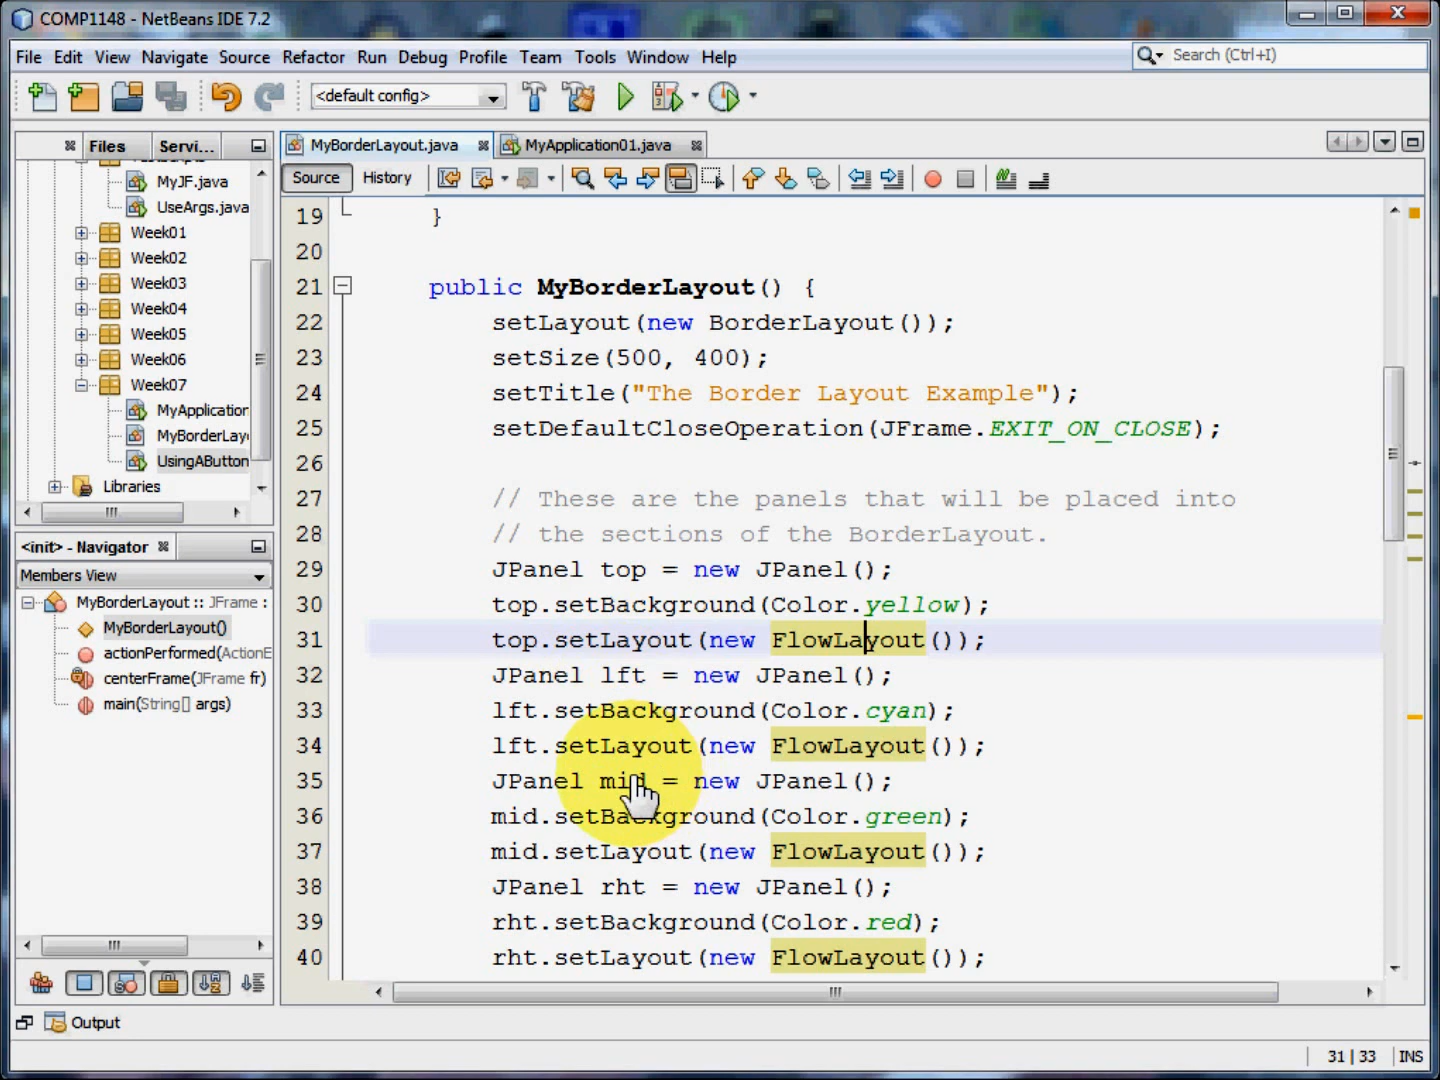 COMP1148 - NetBeans IDE 7.2
File Edit View Navigate Source Refactor Run Debug Profile Team Tools Window Help
Search (Ctrl+I)
<default config>
Files Servi...
MyJF.java
UseArgs.java
Week01
Week02
Week03
Week04
Week05
Week06
Week07
MyApplication
MyBorderLay
UsingAButton
Libraries
<init> - Navigator
Members View
MyBorderLayout :: JFrame :
MyBorderLayout()
actionPerformed(ActionE
centerFrame(JFrame fr)
main(String[] args)
MyBorderLayout.java MyApplication01.java
Source History
19 }
20
21 public MyBorderLayout() {
22 setLayout(new BorderLayout());
23 setSize(500, 400);
24 setTitle("The Border Layout Example");
25 setDefaultCloseOperation(JFrame.EXIT_ON_CLOSE);
26
27 // These are the panels that will be placed into
28 // the sections of the BorderLayout.
29 JPanel top = new JPanel();
30 top.setBackground(Color.yellow);
31 top.setLayout(new FlowLayout());
32 JPanel lft = new JPanel();
33 lft.setBackground(Color.cyan);
34 lft.setLayout(new FlowLayout());
35 JPanel mid = new JPanel();
36 mid.setBackground(Color.green);
37 mid.setLayout(new FlowLayout());
38 JPanel rht = new JPanel();
39 rht.setBackground(Color.red);
40 rht.setLayout(new FlowLayout());
Output
31 | 33 INS